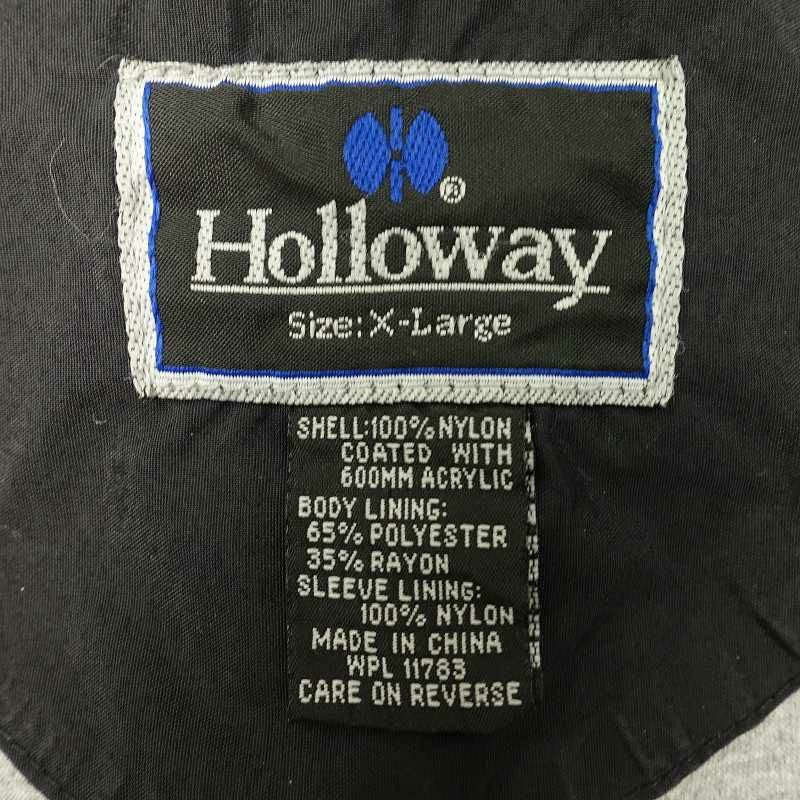 ®
Holloway
Size: X-Large
SHELL:100% NYLON
COATED WITH
600MM ACRYLIC
BODY LINING:
65% POLYESTER
35% RAYON
SLEEVE LINING:
100% NYLON
MADE IN CHINA
WPL 11783
CARE ON REVERSE